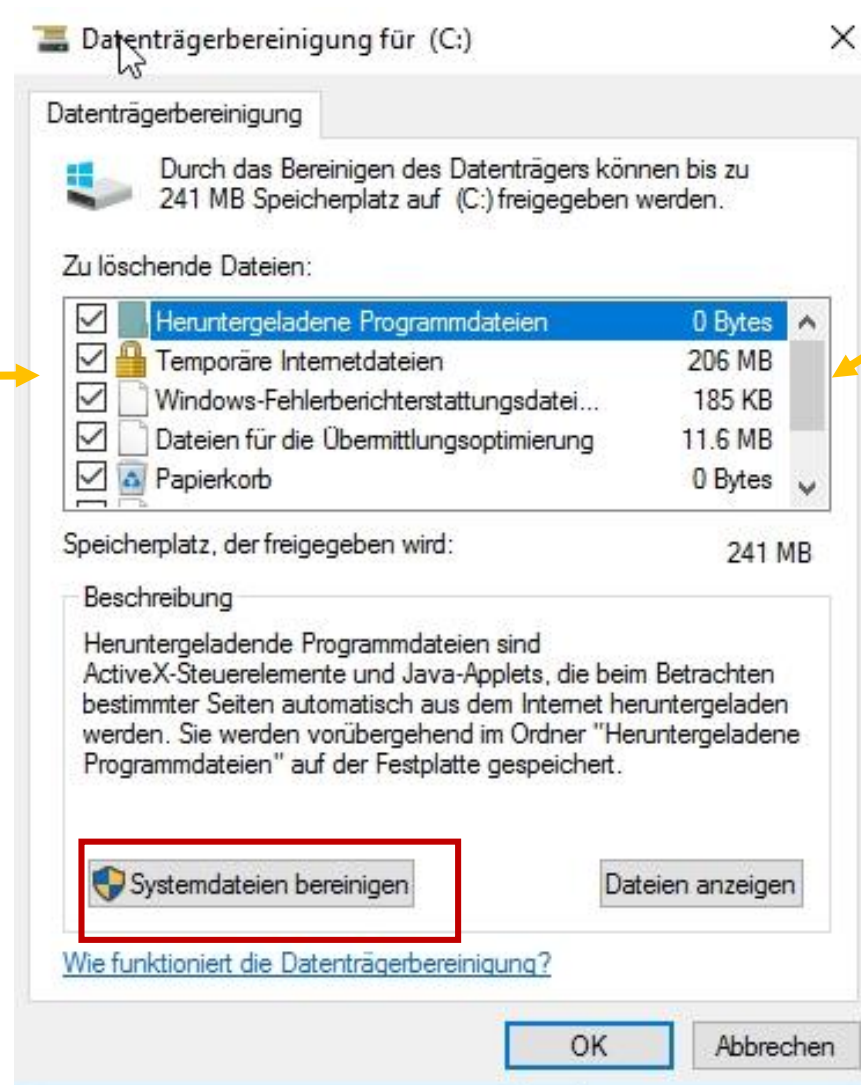 Datenträgerbereinigung für (C:)
Datenträgerbereinigung
Durch das Bereinigen des Datenträgers können bis zu
241 MB Speicherplatz auf (C:) freigegeben werden.
Zu löschende Dateien:
Heruntergeladene Programmdateien 0 Bytes
Temporäre Internetdateien 206 MB
Windows-Fehlerberichterstattungsdatei... 185 KB
Dateien für die Übermittlungsoptimierung 11.6 MB
Papierkorb 0 Bytes
Speicherplatz, der freigegeben wird: 241 MB
Beschreibung
Heruntergeladende Programmdateien sind
ActiveX-Steuerelemente und Java-Applets, die beim Betrachten
bestimmter Seiten automatisch aus dem Internet heruntergeladen
werden. Sie werden vorübergehend im Ordner "Heruntergeladene
Programmdateien" auf der Festplatte gespeichert.
Systemdateien bereinigen Dateien anzeigen
Wie funktioniert die Datenträgerbereinigung?
OK Abbrechen